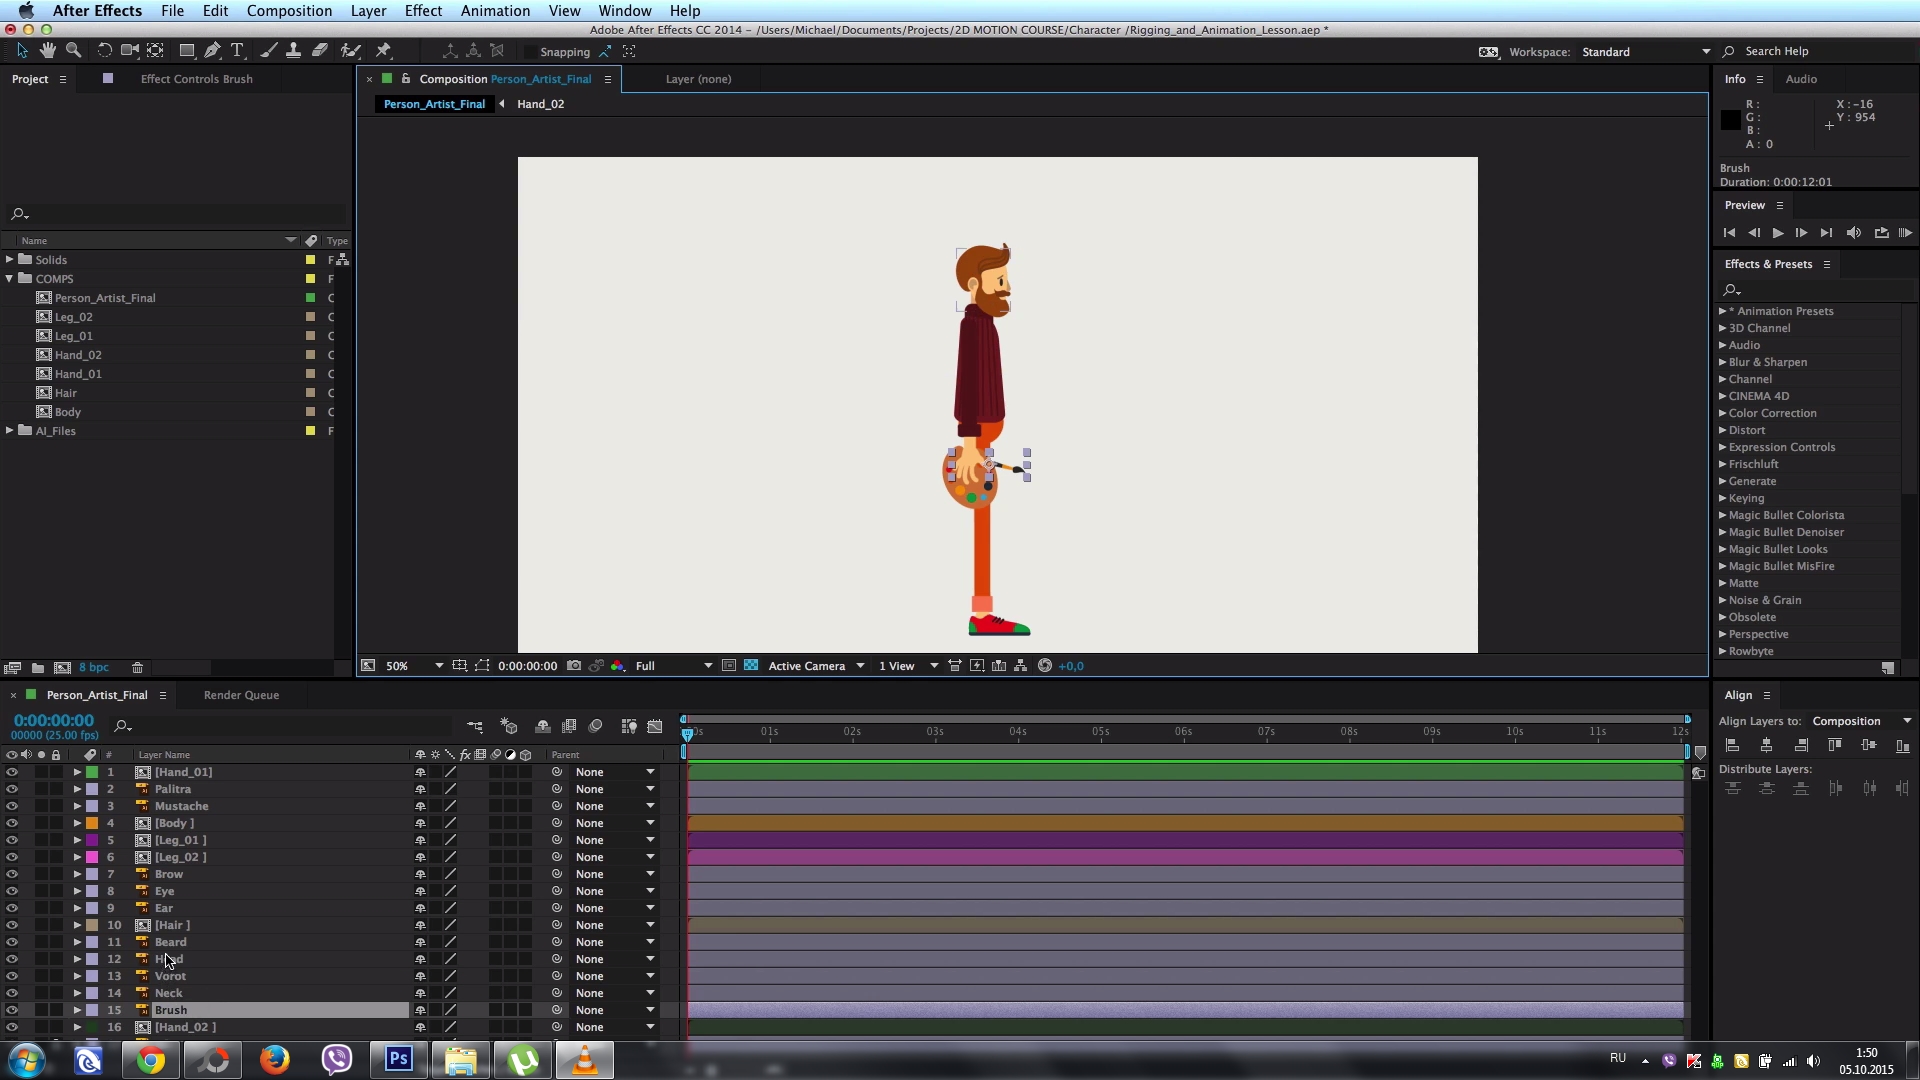 After Effects File Edit Composition Layer Effect Animation View Window Help
Adobe After Effects CC 2014 - /Users/Michael/Documents/Projects/2D MOTION COURSE/Character /Rigging_and_Animation_Lesson.aep *
Snapping
Workspace: Standard
Search Help
Project
Effect Controls Brush
Composition Person_Artist_Final
Layer (none)
Person_Artist_Final
Hand_02
Info
Audio
R :
G :
B :
A : 0
X : -16
Y : 954
Brush
Duration: 0:00:12:01
Preview
Effects & Presets
* Animation Presets
3D Channel
Audio
Blur & Sharpen
Channel
CINEMA 4D
Color Correction
Distort
Expression Controls
Frischluft
Generate
Keying
Magic Bullet Colorista
Magic Bullet Denoiser
Magic Bullet Looks
Magic Bullet MisFire
Matte
Noise & Grain
Obsolete
Perspective
Rowbyte
Name
Type
Solids
COMPS
Person_Artist_Final
Leg_02
Leg_01
Hand_02
Hand_01
Hair
Body
AI_Files
8 bpc
50%
0:00:00:00
Full
Active Camera
1 View
+0,0
Person_Artist_Final
Render Queue
0:00:00:00
00000 (25.00 fps)
01s 02s 03s 04s 05s 06s 07s 08s 09s 10s 11s 12s
# Layer Name
Parent
1 [Hand_01] None
2 Palitra None
3 Mustache None
4 [Body ] None
5 [Leg_01 ] None
6 [Leg_02 ] None
7 Brow None
8 Eye None
9 Ear None
10 [Hair ] None
11 Beard None
12 None
13 Vorot None
14 Neck None
15 Brush None
16 [Hand_02 ] None
Align
Align Layers to: Composition
Distribute Layers:
Ps
RU
1:50
05.10.2015